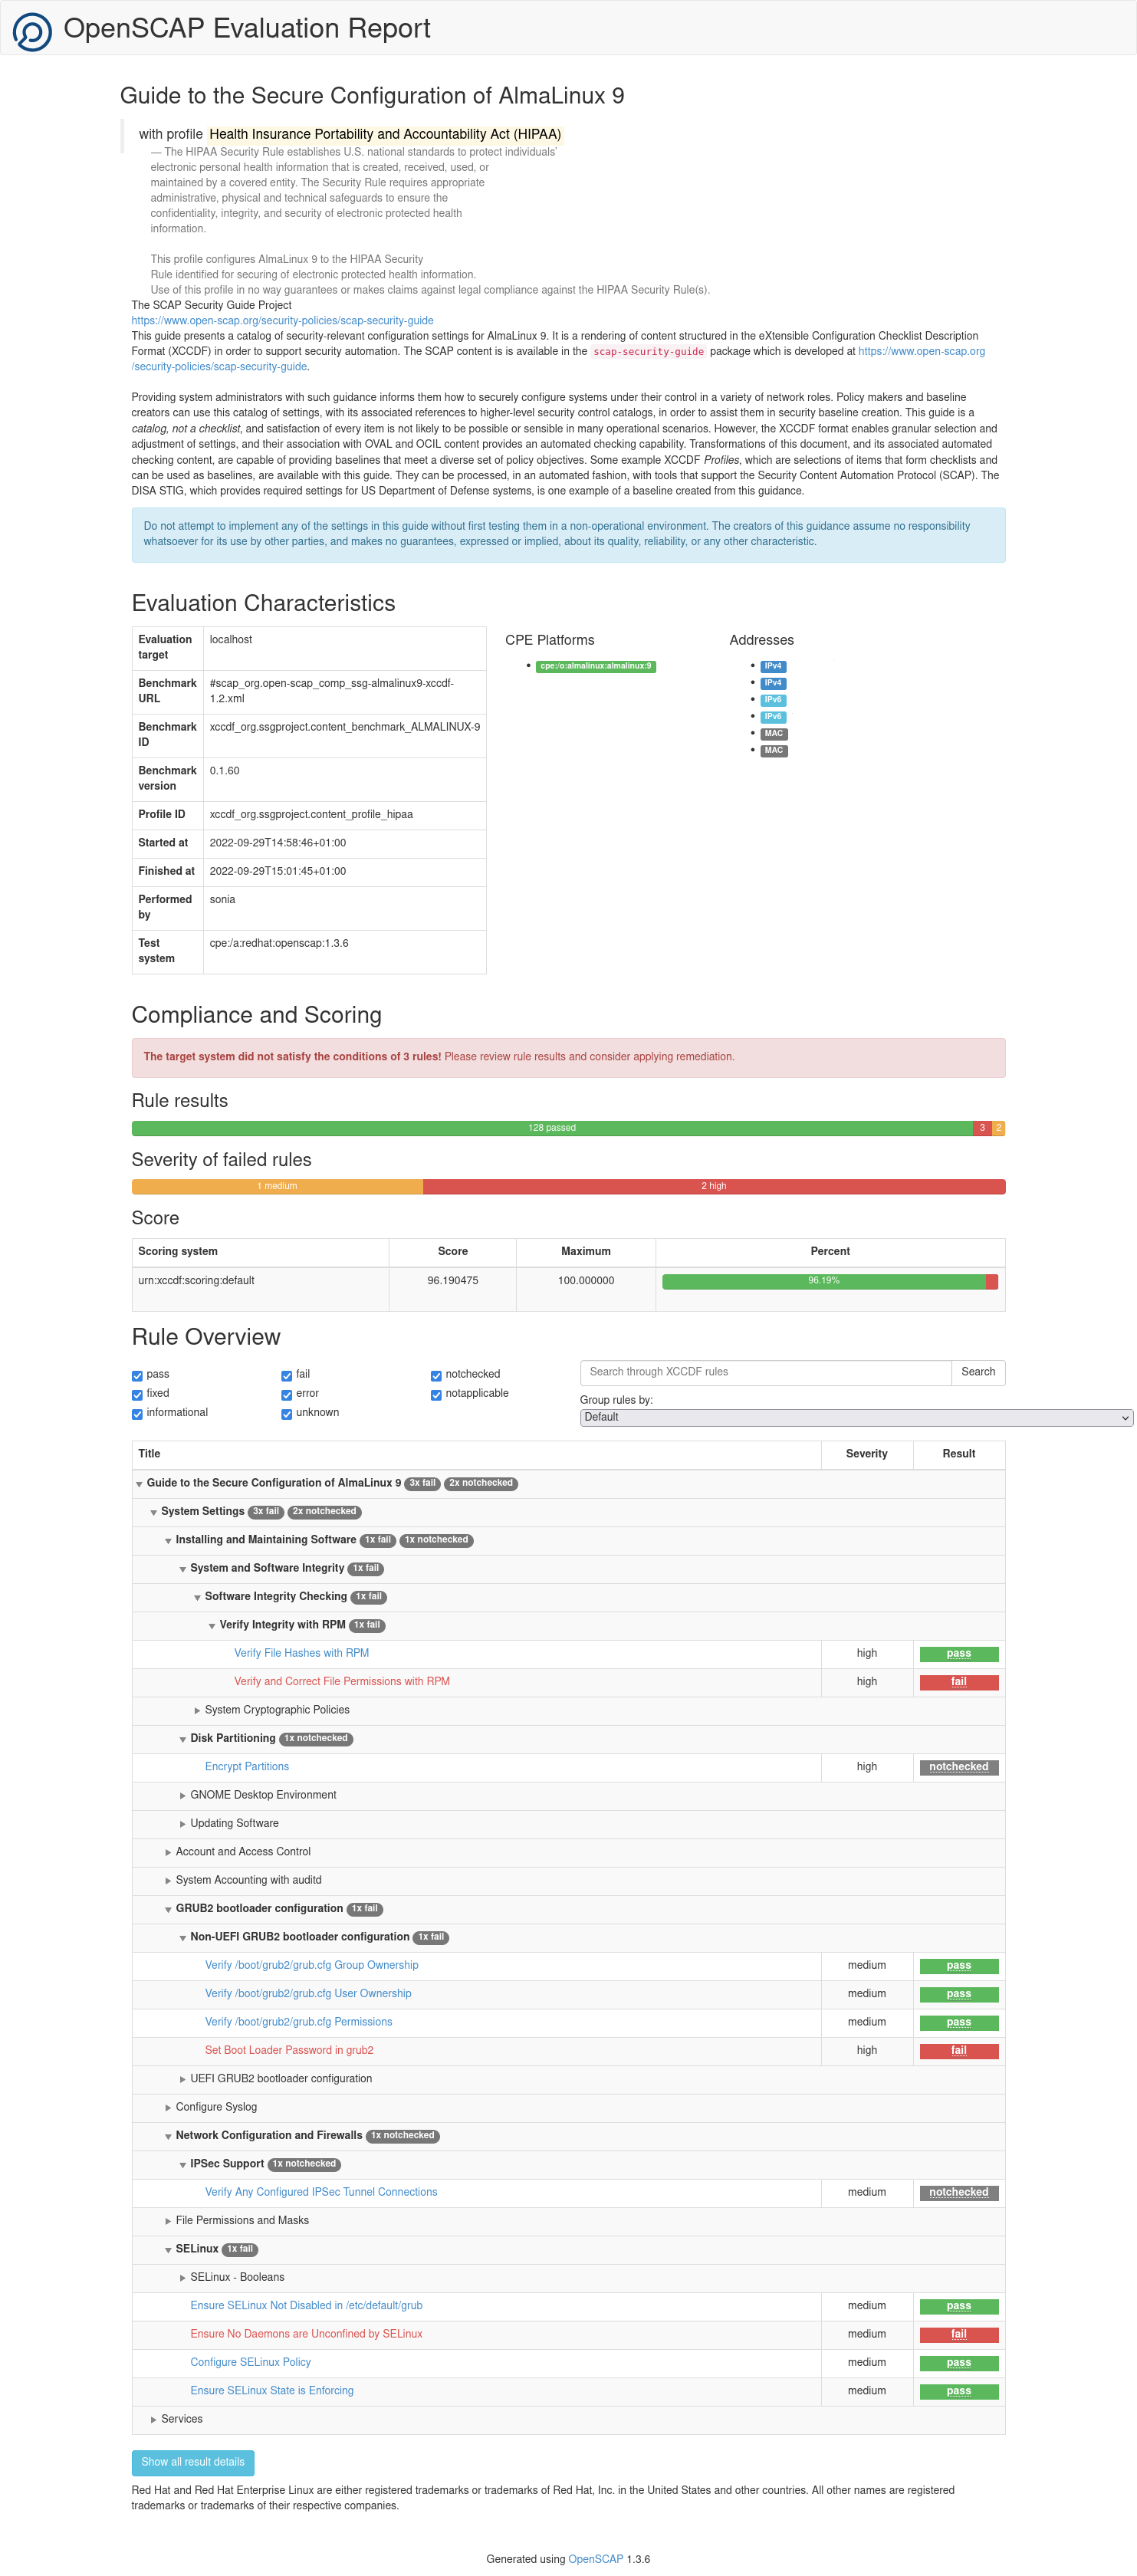 OpenSCAP Evaluation Report
Guide to the Secure Configuration of AlmaLinux 9
with profile Health Insurance Portability and Accountability Act (HIPAA)
— The HIPAA Security Rule establishes U.S. national standards to protect individuals'
electronic personal health information that is created, received, used, or
maintained by a covered entity. The Security Rule requires appropriate
administrative, physical and technical safeguards to ensure the
confidentiality, integrity, and security of electronic protected health
information.
This profile configures AlmaLinux 9 to the HIPAA Security
Rule identified for securing of electronic protected health information.
Use of this profile in no way guarantees or makes claims against legal compliance against the HIPAA Security Rule(s).
The SCAP Security Guide Project
https://www.open-scap.org/security-policies/scap-security-guide
This guide presents a catalog of security-relevant configuration settings for AlmaLinux 9. It is a rendering of content structured in the eXtensible Configuration Checklist Description
Format (XCCDF) in order to support security automation. The SCAP content is is available in the scap-security-guide package which is developed at https://www.open-scap.org
/security-policies/scap-security-guide.
Providing system administrators with such guidance informs them how to securely configure systems under their control in a variety of network roles. Policy makers and baseline
creators can use this catalog of settings, with its associated references to higher-level security control catalogs, in order to assist them in security baseline creation. This guide is a
catalog, not a checklist, and satisfaction of every item is not likely to be possible or sensible in many operational scenarios. However, the XCCDF format enables granular selection and
adjustment of settings, and their association with OVAL and OCIL content provides an automated checking capability. Transformations of this document, and its associated automated
checking content, are capable of providing baselines that meet a diverse set of policy objectives. Some example XCCDF Profiles, which are selections of items that form checklists and
can be used as baselines, are available with this guide. They can be processed, in an automated fashion, with tools that support the Security Content Automation Protocol (SCAP). The
DISA STIG, which provides required settings for US Department of Defense systems, is one example of a baseline created from this guidance.
Do not attempt to implement any of the settings in this guide without first testing them in a non-operational environment. The creators of this guidance assume no responsibility
whatsoever for its use by other parties, and makes no guarantees, expressed or implied, about its quality, reliability, or any other characteristic.
Evaluation Characteristics
Evaluation target localhost
Benchmark URL #scap_org.open-scap_comp_ssg-almalinux9-xccdf-1.2.xml
Benchmark ID xccdf_org.ssgproject.content_benchmark_ALMALINUX-9
Benchmark version 0.1.60
Profile ID xccdf_org.ssgproject.content_profile_hipaa
Started at 2022-09-29T14:58:46+01:00
Finished at 2022-09-29T15:01:45+01:00
Performed by sonia
Test system cpe:/a:redhat:openscap:1.3.6
CPE Platforms
cpe:/o:almalinux:almalinux:9
Addresses
IPv4
IPv4
IPv6
IPv6
MAC
MAC
Compliance and Scoring
The target system did not satisfy the conditions of 3 rules! Please review rule results and consider applying remediation.
Rule results
128 passed 3 2
Severity of failed rules
1 medium 2 high
Score
Scoring system Score Maximum Percent
urn:xccdf:scoring:default 96.190475 100.000000 96.19%
Rule Overview
pass fail notchecked
fixed error notapplicable
informational unknown
Search through XCCDF rules Search
Group rules by:
Default
Title Severity Result
Guide to the Secure Configuration of AlmaLinux 9 3x fail 2x notchecked
System Settings 3x fail 2x notchecked
Installing and Maintaining Software 1x fail 1x notchecked
System and Software Integrity 1x fail
Software Integrity Checking 1x fail
Verify Integrity with RPM 1x fail
Verify File Hashes with RPM high pass
Verify and Correct File Permissions with RPM high fail
System Cryptographic Policies
Disk Partitioning 1x notchecked
Encrypt Partitions high notchecked
GNOME Desktop Environment
Updating Software
Account and Access Control
System Accounting with auditd
GRUB2 bootloader configuration 1x fail
Non-UEFI GRUB2 bootloader configuration 1x fail
Verify /boot/grub2/grub.cfg Group Ownership medium pass
Verify /boot/grub2/grub.cfg User Ownership medium pass
Verify /boot/grub2/grub.cfg Permissions medium pass
Set Boot Loader Password in grub2 high fail
UEFI GRUB2 bootloader configuration
Configure Syslog
Network Configuration and Firewalls 1x notchecked
IPSec Support 1x notchecked
Verify Any Configured IPSec Tunnel Connections medium notchecked
File Permissions and Masks
SELinux 1x fail
SELinux - Booleans
Ensure SELinux Not Disabled in /etc/default/grub medium pass
Ensure No Daemons are Unconfined by SELinux medium fail
Configure SELinux Policy medium pass
Ensure SELinux State is Enforcing medium pass
Services
Show all result details
Red Hat and Red Hat Enterprise Linux are either registered trademarks or trademarks of Red Hat, Inc. in the United States and other countries. All other names are registered
trademarks or trademarks of their respective companies.
Generated using OpenSCAP 1.3.6